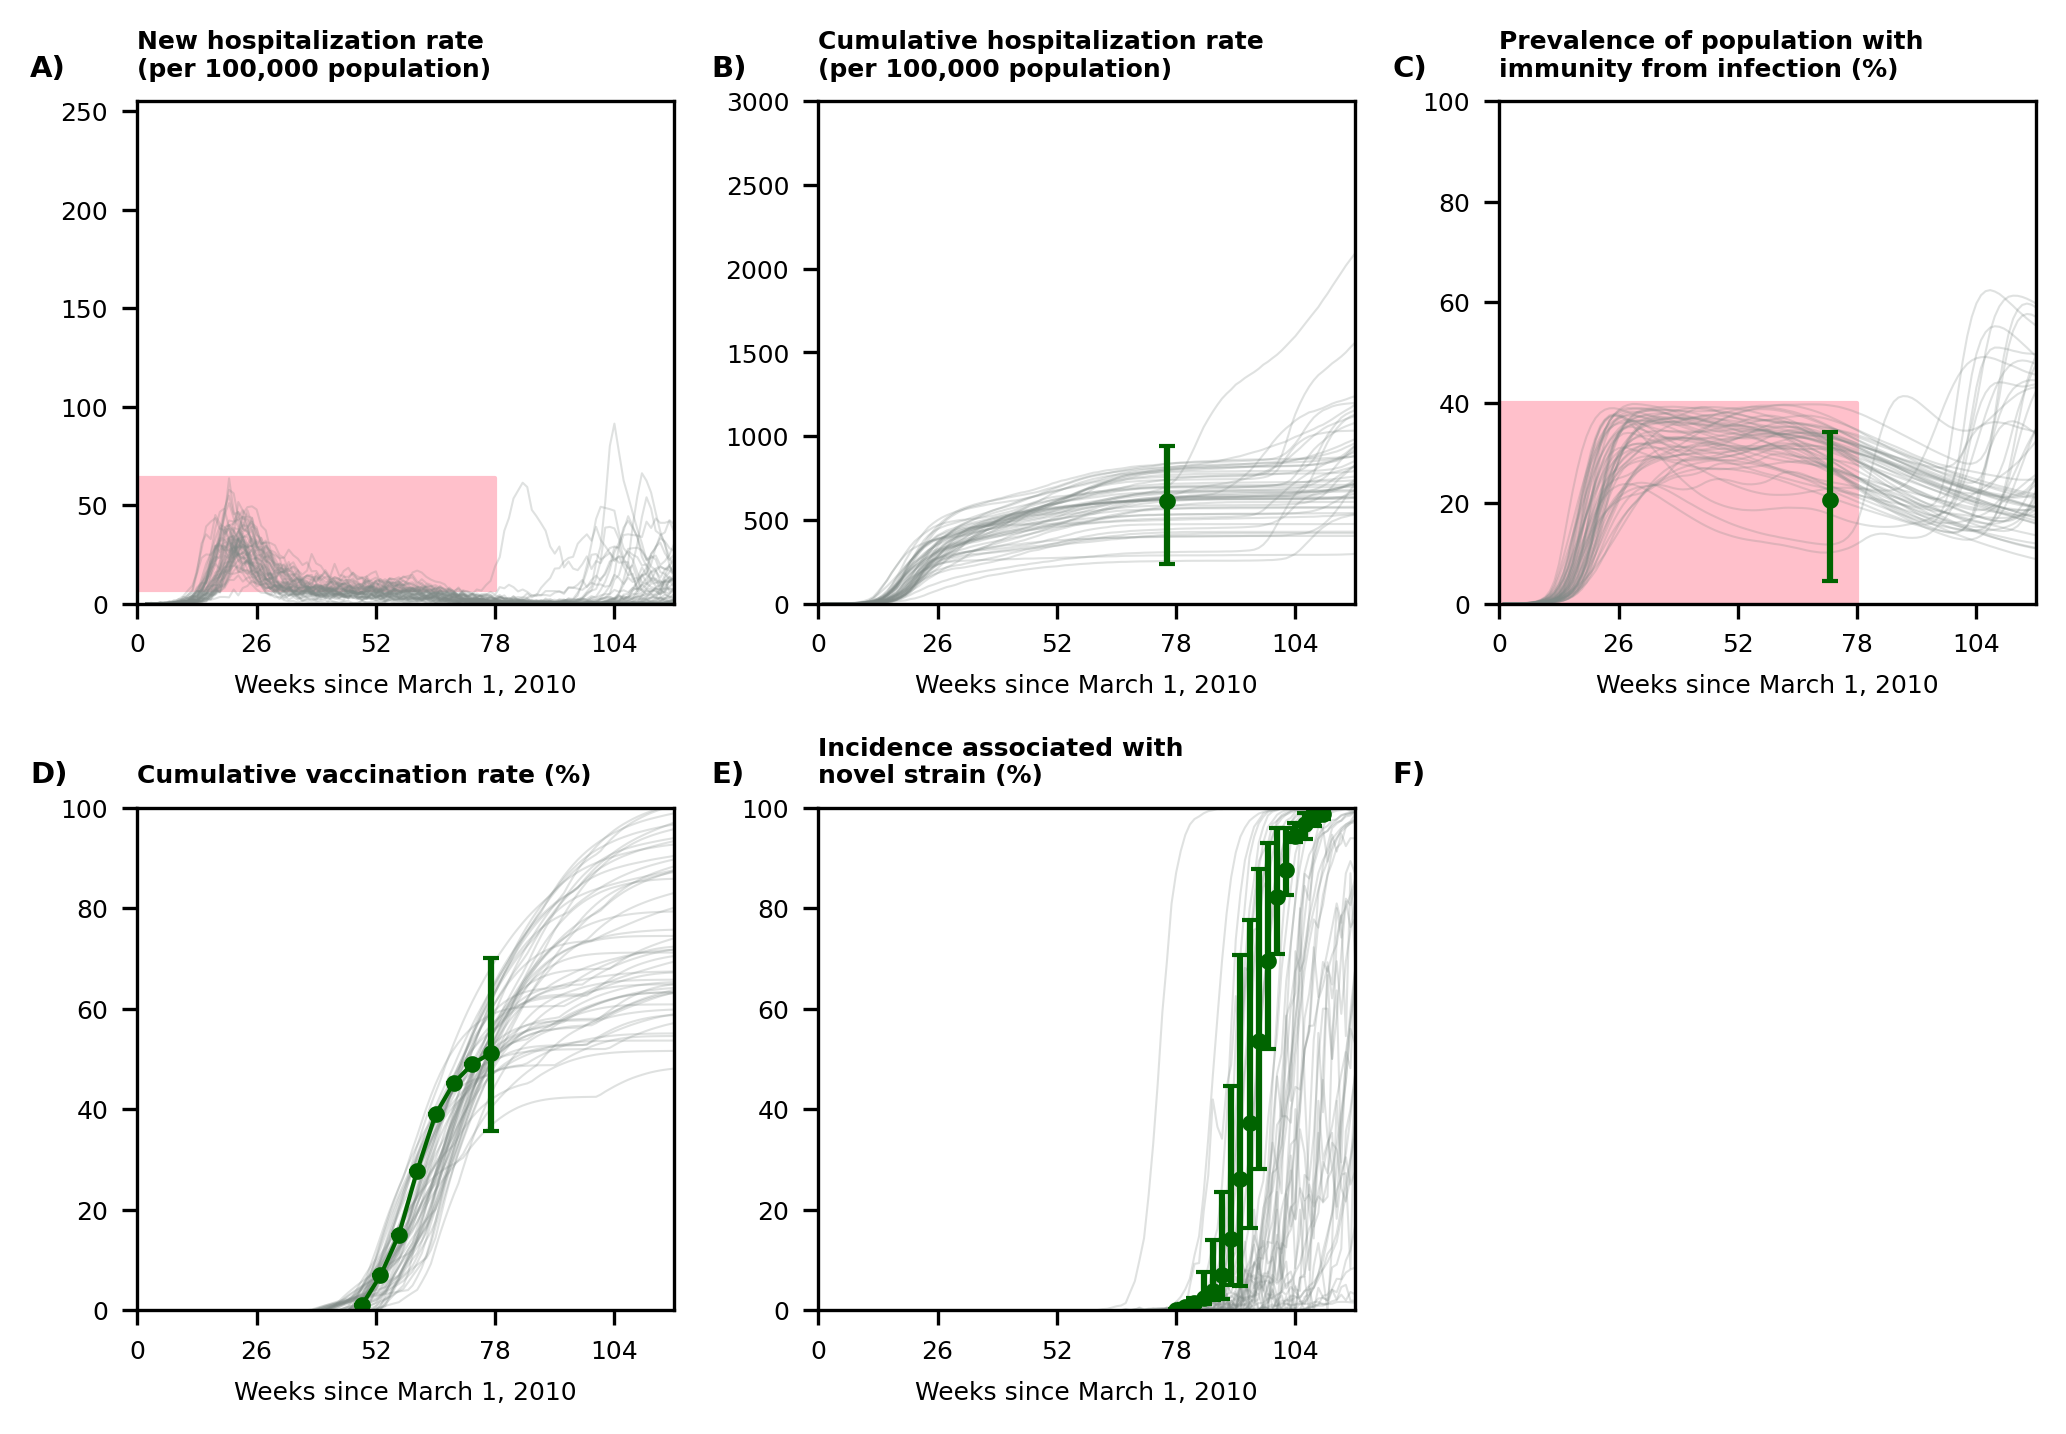 A)
New hospitalization rate
(per 100,000 population)
250
200
150
100
50
0
0 26 52 78 104
Weeks since March 1, 2010
B)
Cumulative hospitalization rate
(per 100,000 population)
3000
2500
2000
1500
1000
500
0
0 26 52 78 104
Weeks since March 1, 2010
C)
Prevalence of population with
immunity from infection (%)
100
80
60
40
20
0
0 26 52 78 104
Weeks since March 1, 2010
D)
Cumulative vaccination rate (%)
100
80
60
40
20
0
0 26 52 78 104
Weeks since March 1, 2010
E)
Incidence associated with
novel strain (%)
100
80
60
40
20
0
0 26 52 78 104
Weeks since March 1, 2010
F)